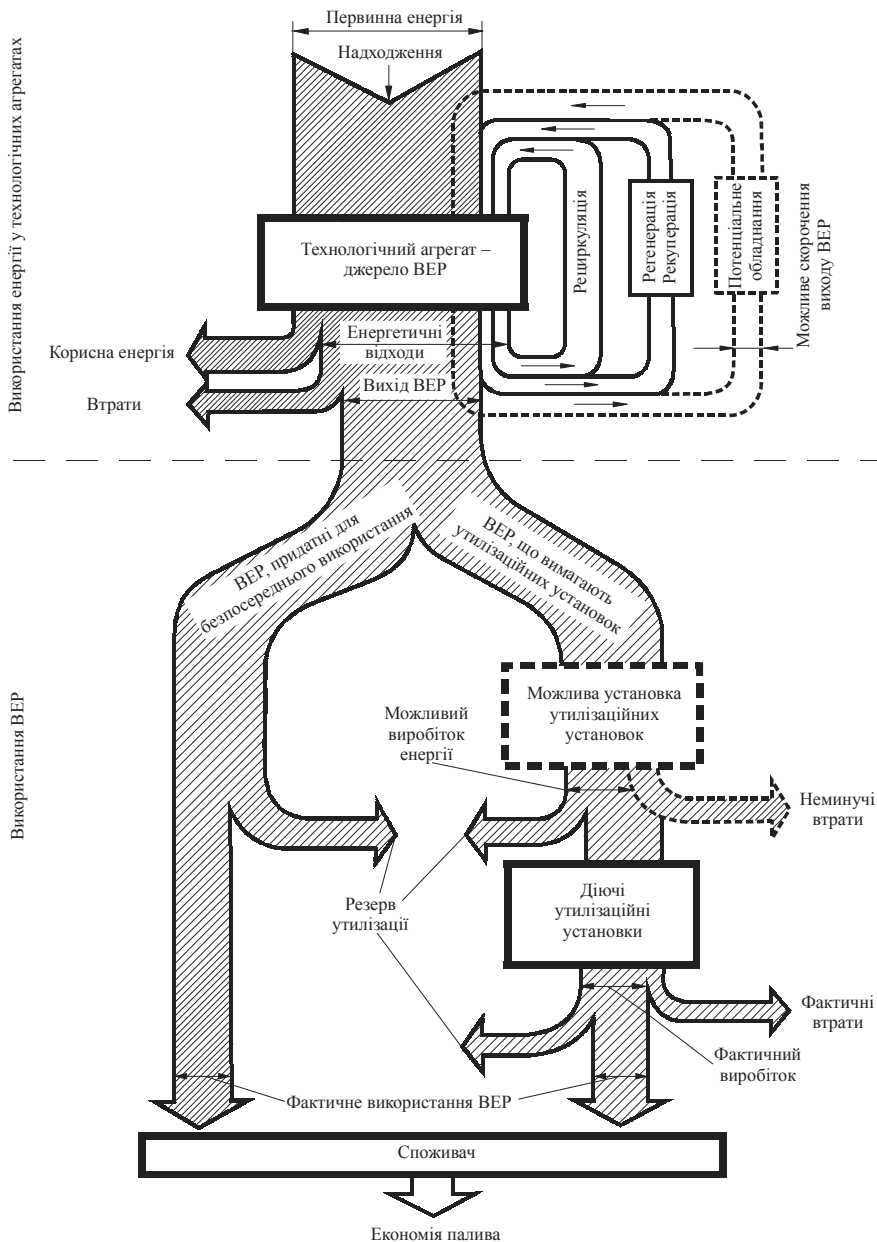 Первинна енергія
Надходження
Використання енергії у технологічних агрегатах
Технологічний агрегат –
джерело ВЕР
Рециркуляція
Регенерація
Рекуперація
Потенціальне
обладнання
Можливе скорочення
виходу ВЕР
Корисна енергія
Енергетичні
відходи
Втрати
Вихід ВЕР
ВЕР, придатні для
безпосереднього використання
ВЕР, що вимагають
утилізаційних установок
Використання ВЕР
Можлива установка
утилізаційних
установок
Можливий
виробіток
енергії
Неминучі
втрати
Резерв
утилізації
Діючі
утилізаційні
установки
Фактичні
втрати
Фактичний
виробіток
Фактичне використання ВЕР
Споживач
Економія палива